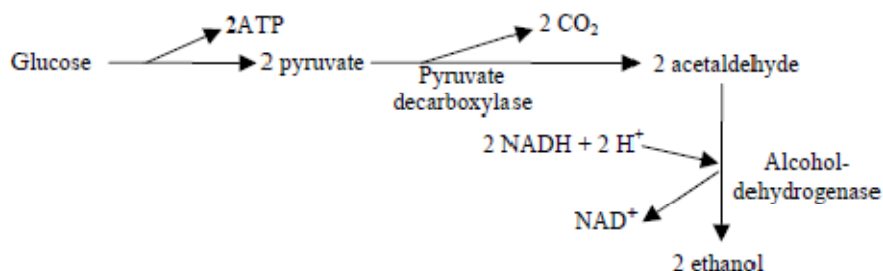 2ATP
2 CO₂
Glucose
2 pyruvate
2 acetaldehyde
Pyruvate
decarboxylase
2 NADH + 2 H⁺
Alcohol-
dehydrogenase
NAD⁺
2 ethanol